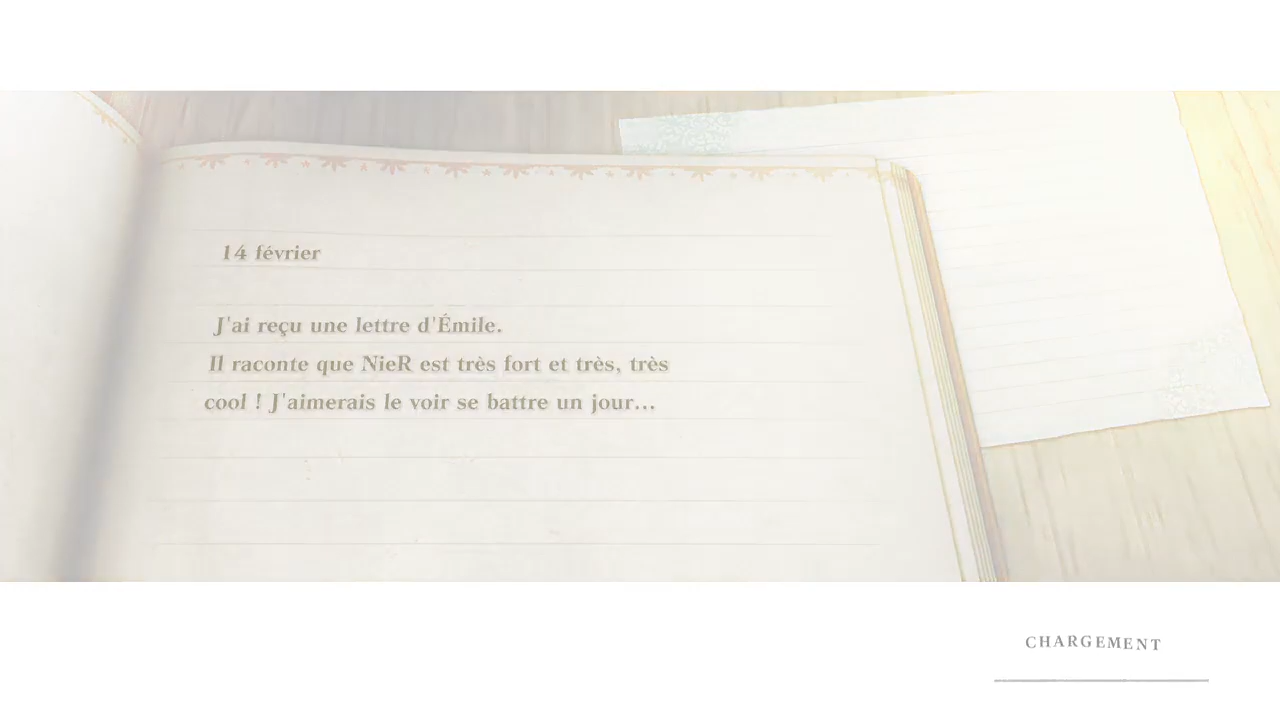 14 février
J'ai reçu une lettre d'Émile.
Il raconte que NieR est très fort et très, très
cool ! J'aimerais le voir se battre un jour...
CHARGEMENT